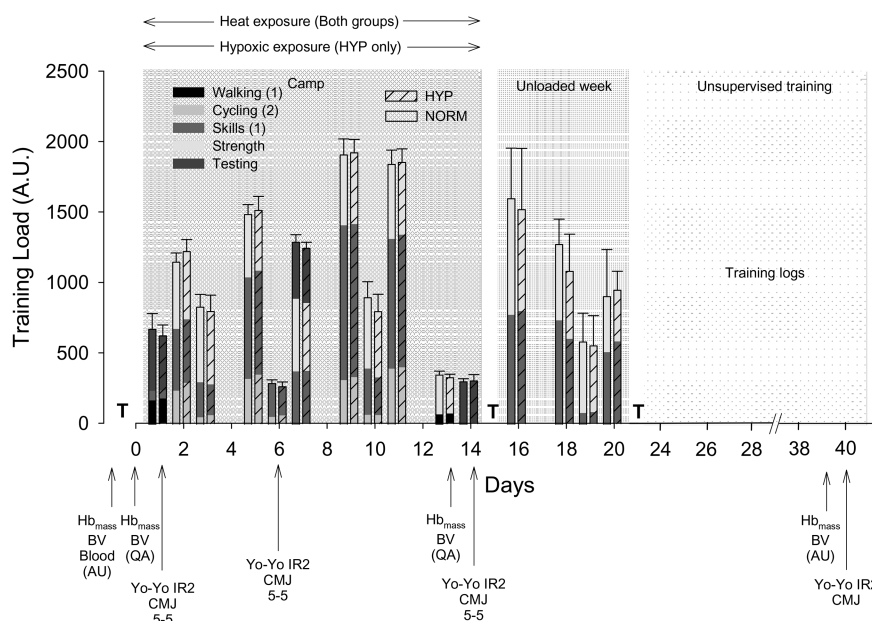 Heat exposure (Both groups)
Hypoxic exposure (HYP only)
2500
2000
1500
1000
500
0
Training Load (A.U.)
Camp
Walking (1)
Cycling (2)
Skills (1)
Strength
Testing
HYP
NORM
Unloaded week
Unsupervised training
Training logs
T
T
T
0 2 4 6 8 10 12 14 16 18 20 24 26 28 38 40
Days
Hbmass
BV
Blood
(AU)
Hbmass
BV
(QA)
Yo-Yo IR2
CMJ
5-5
Yo-Yo IR2
CMJ
5-5
Hbmass
BV
(QA)
Yo-Yo IR2
CMJ
5-5
Hbmass
BV
(AU)
Yo-Yo IR2
CMJ